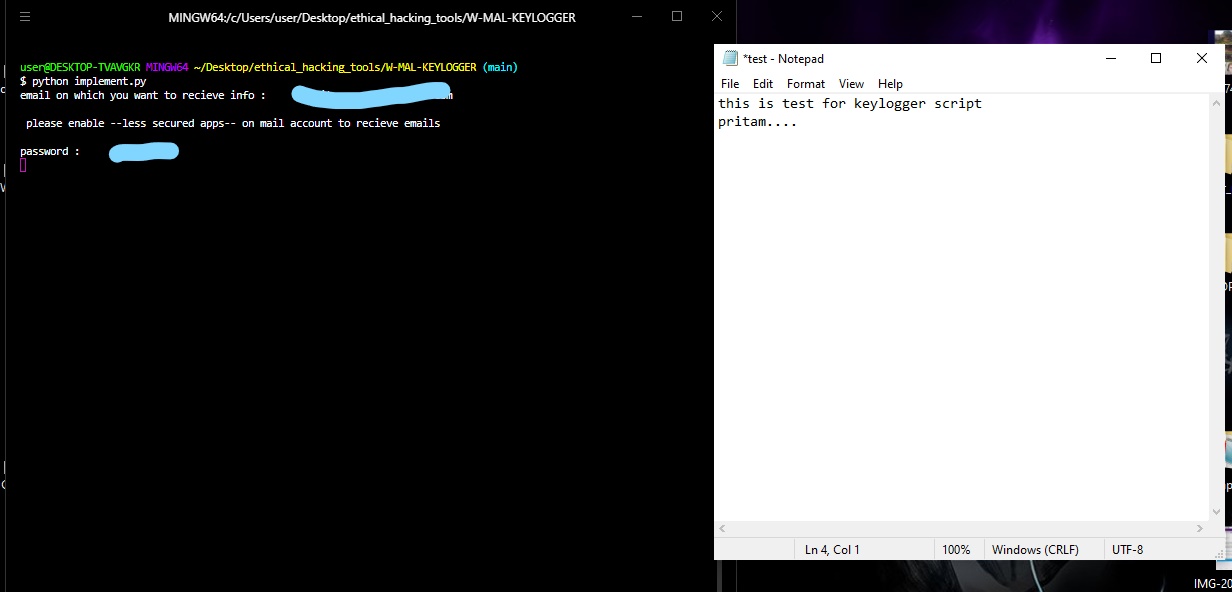 MINGW64:/c/Users/user/Desktop/ethical_hacking_tools/W-MAL-KEYLOGGER
user@DESKTOP-TVAVGKR MINGW64 ~/Desktop/ethical_hacking_tools/W-MAL-KEYLOGGER (main)
$ python implement.py
email on which you want to recieve info :
please enable --less secured apps-- on mail account to recieve emails
password :
*test - Notepad
File Edit Format View Help
this is test for keylogger script
pritam....
Ln 4, Col 1 100% Windows (CRLF) UTF-8
IMG-20